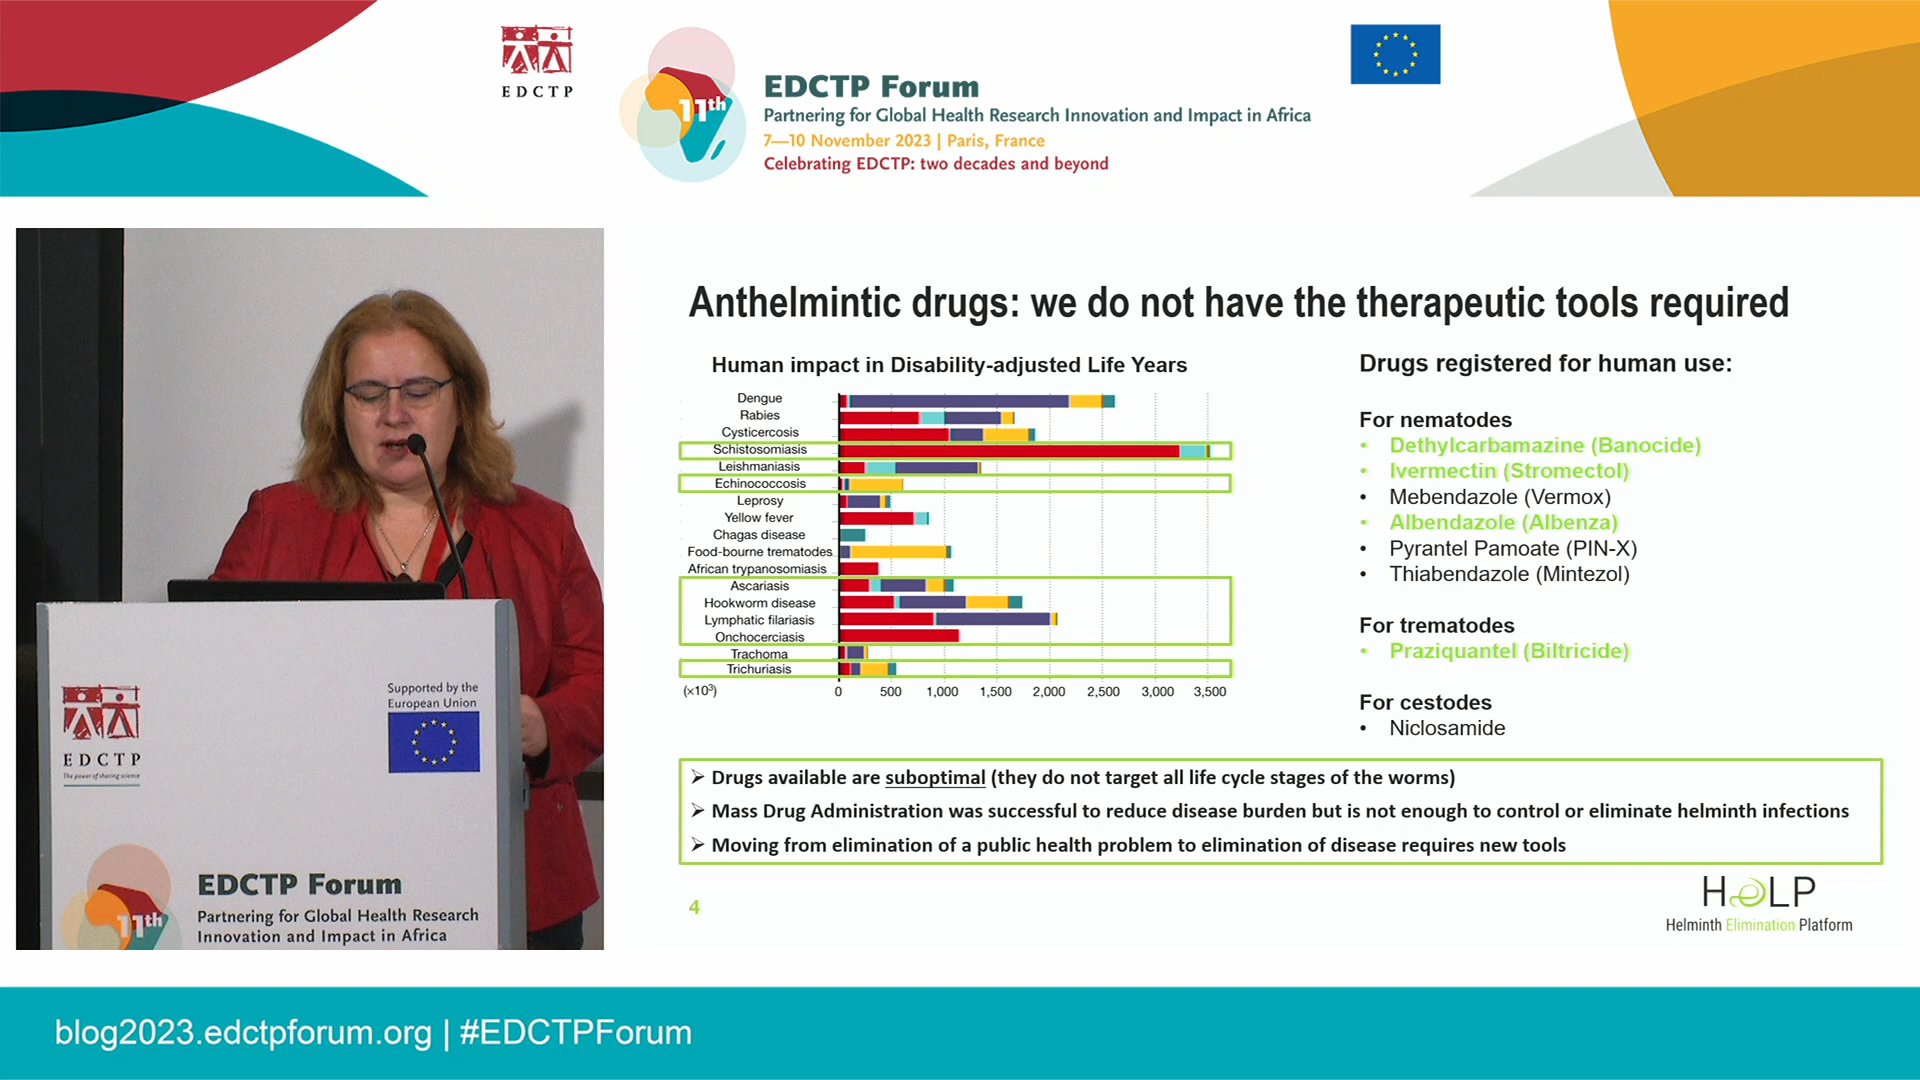 EDCTP
11th
EDCTP Forum
Partnering for Global Health Research Innovation and Impact in Africa
7—10 November 2023 | Paris, France
Celebrating EDCTP: two decades and beyond
Supported by the
European Union
EDCTP
The power of sharing science
11th
EDCTP Forum
Partnering for Global Health Research
Innovation and Impact in Africa
Anthelmintic drugs: we do not have the therapeutic tools required
Human impact in Disability-adjusted Life Years
Dengue
Rabies
Cysticercosis
Schistosomiasis
Leishmaniasis
Echinococcosis
Leprosy
Yellow fever
Chagas disease
Food-bourne trematodes
African trypanosomiasis
Ascariasis
Hookworm disease
Lymphatic filariasis
Onchocerciasis
Trachoma
Trichuriasis
(×10³) 0 500 1,000 1,500 2,000 2,500 3,000 3,500
Drugs registered for human use:
For nematodes
• Dethylcarbamazine (Banocide)
• Ivermectin (Stromectol)
• Mebendazole (Vermox)
• Albendazole (Albenza)
• Pyrantel Pamoate (PIN-X)
• Thiabendazole (Mintezol)
For trematodes
• Praziquantel (Biltricide)
For cestodes
• Niclosamide
➢ Drugs available are suboptimal (they do not target all life cycle stages of the worms)
➢ Mass Drug Administration was successful to reduce disease burden but is not enough to control or eliminate helminth infections
➢ Moving from elimination of a public health problem to elimination of disease requires new tools
4
HeLP
Helminth Elimination Platform
blog2023.edctpforum.org | #EDCTPForum